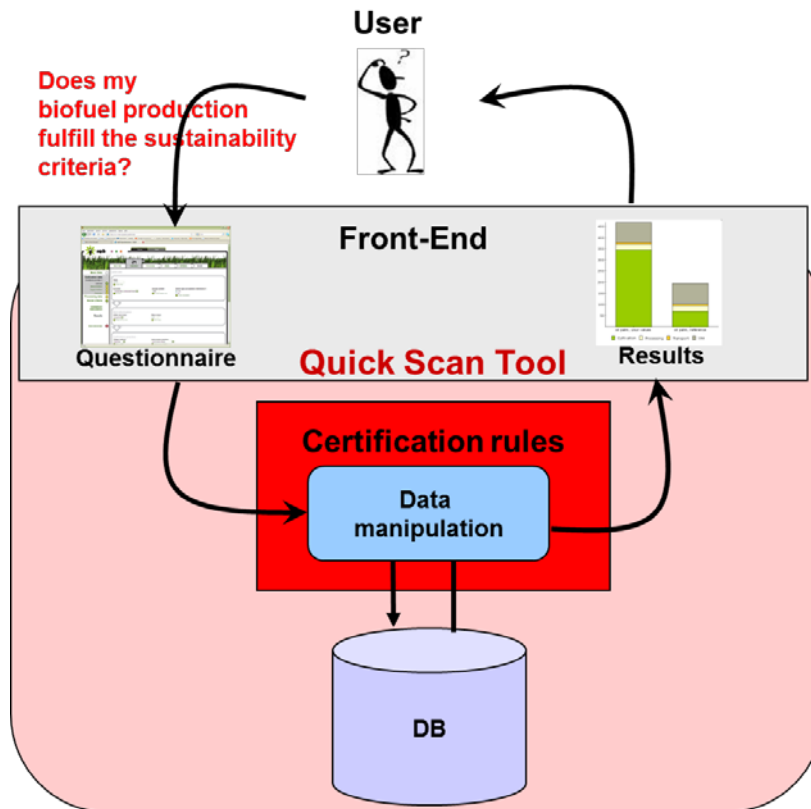 User
?
Does my
biofuel production
fulfill the sustainability
criteria?
Front-End
Questionnaire
Results
Quick Scan Tool
Certification rules
Data
manipulation
DB